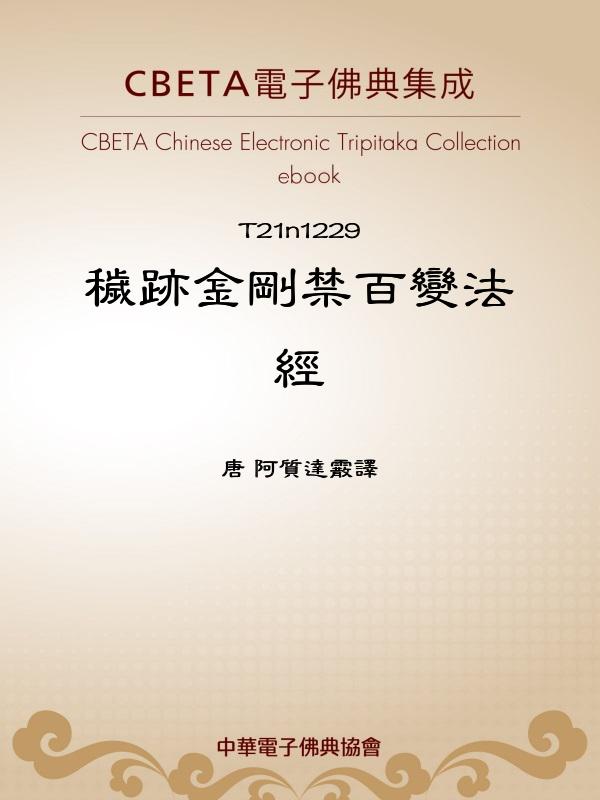 CBETA電子佛典集成
CBETA Chinese Electronic Tripitaka Collection
ebook
T21n1229
穢跡金剛禁百變法
經
唐 阿質達霰譯
中華電子佛典協會